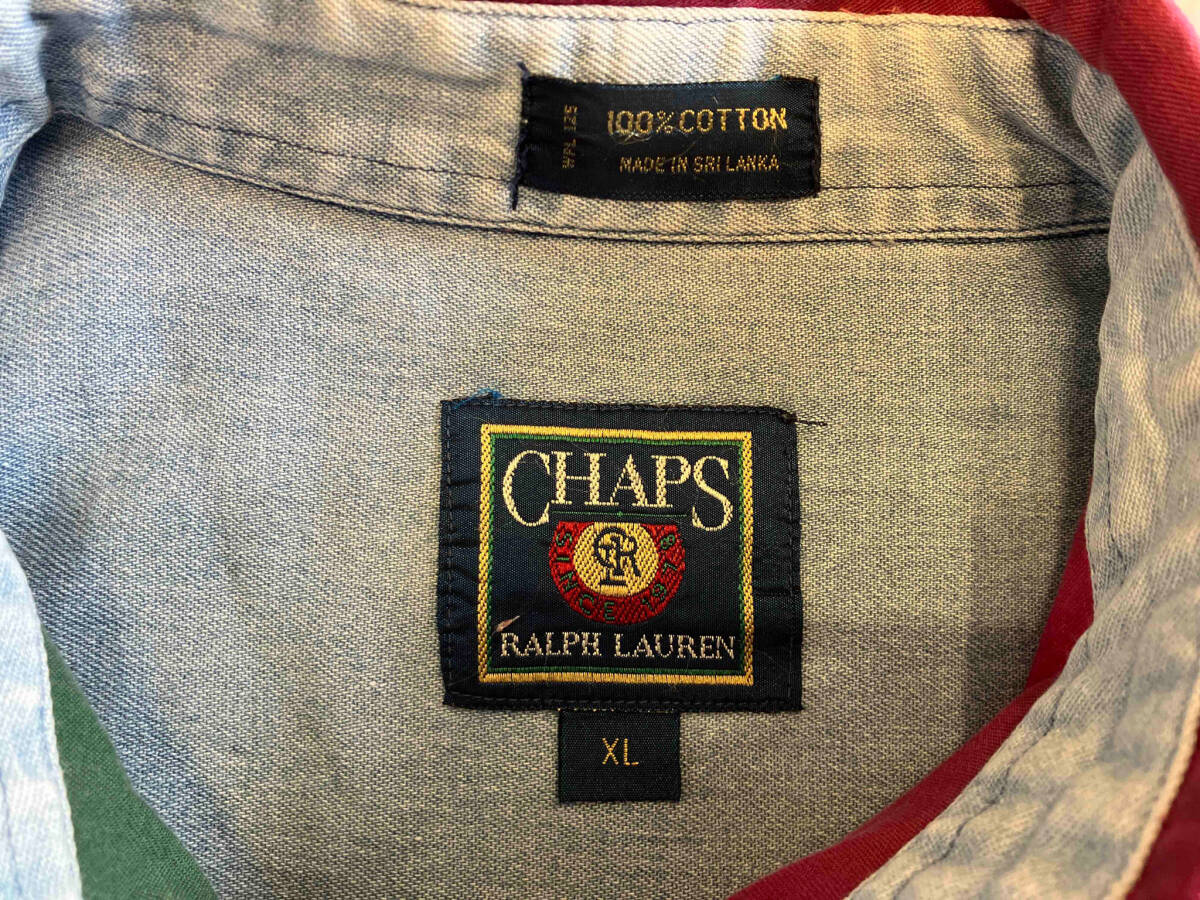 WPL 125
100% COTTON
MADE IN SRI LANKA
CHAPS
RL
SINCE 1978
RALPH LAUREN
XL